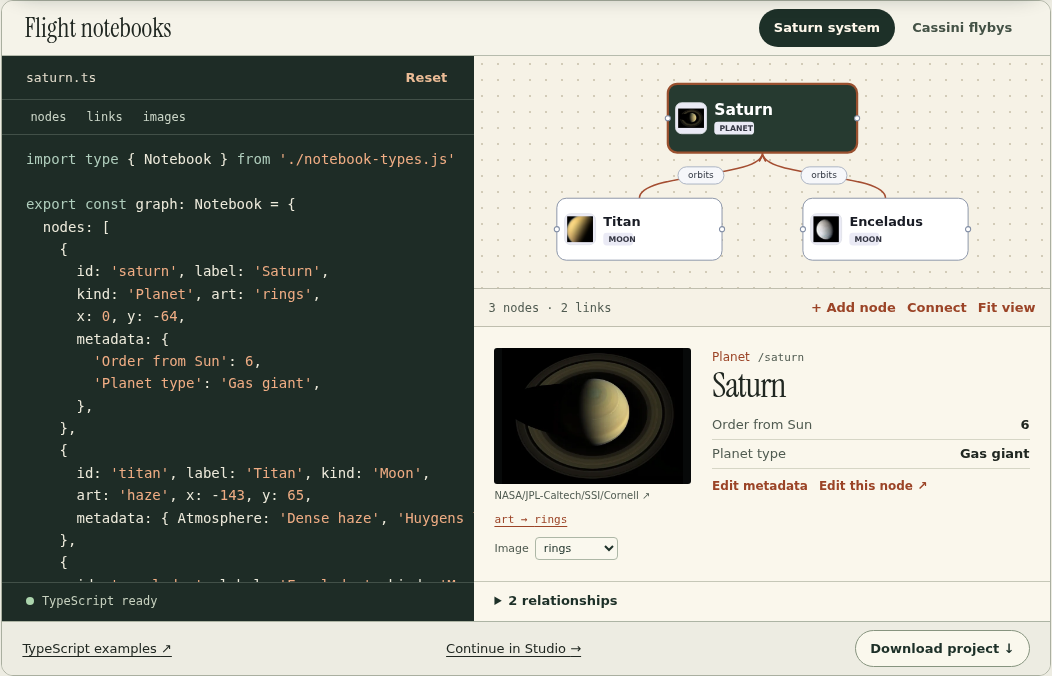 Flight notebooks
Saturn system
Cassini flybys
saturn.ts
Reset
nodes links images
import type { Notebook } from './notebook-types.js'
export const graph: Notebook = {
nodes: [
{
id: 'saturn', label: 'Saturn',
kind: 'Planet', art: 'rings',
x: 0, y: -64,
metadata: {
'Order from Sun': 6,
'Planet type': 'Gas giant',
},
},
{
id: 'titan', label: 'Titan', kind: 'Moon',
art: 'haze', x: -143, y: 65,
metadata: { Atmosphere: 'Dense haze', 'Huygens
},
{
TypeScript ready
Saturn
PLANET
orbits
orbits
Titan
MOON
Enceladus
MOON
3 nodes · 2 links
+ Add node Connect Fit view
NASA/JPL-Caltech/SSI/Cornell ↗
art → rings
Image rings
Planet /saturn
Saturn
Order from Sun 6
Planet type Gas giant
Edit metadata Edit this node ↗
2 relationships
TypeScript examples ↗
Continue in Studio →
Download project ↓